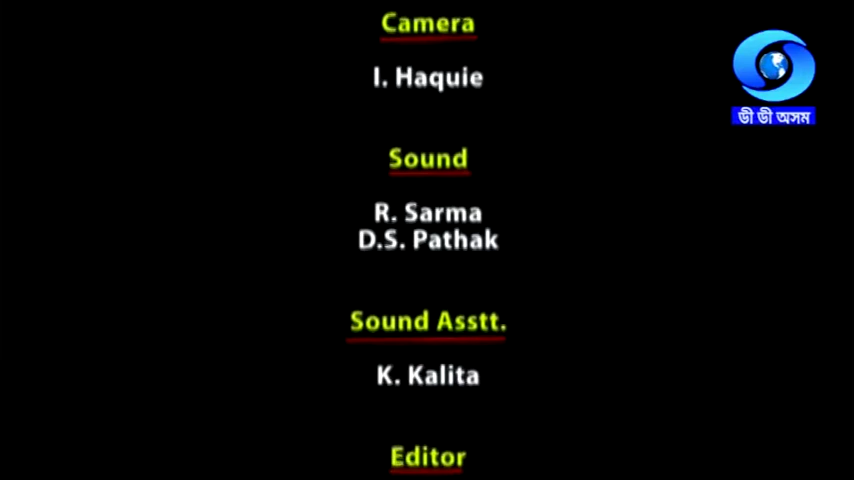 Camera
I. Haquie
ডী ডী অসম
Sound
R. Sarma
D.S. Pathak
Sound Asstt.
K. Kalita
Editor